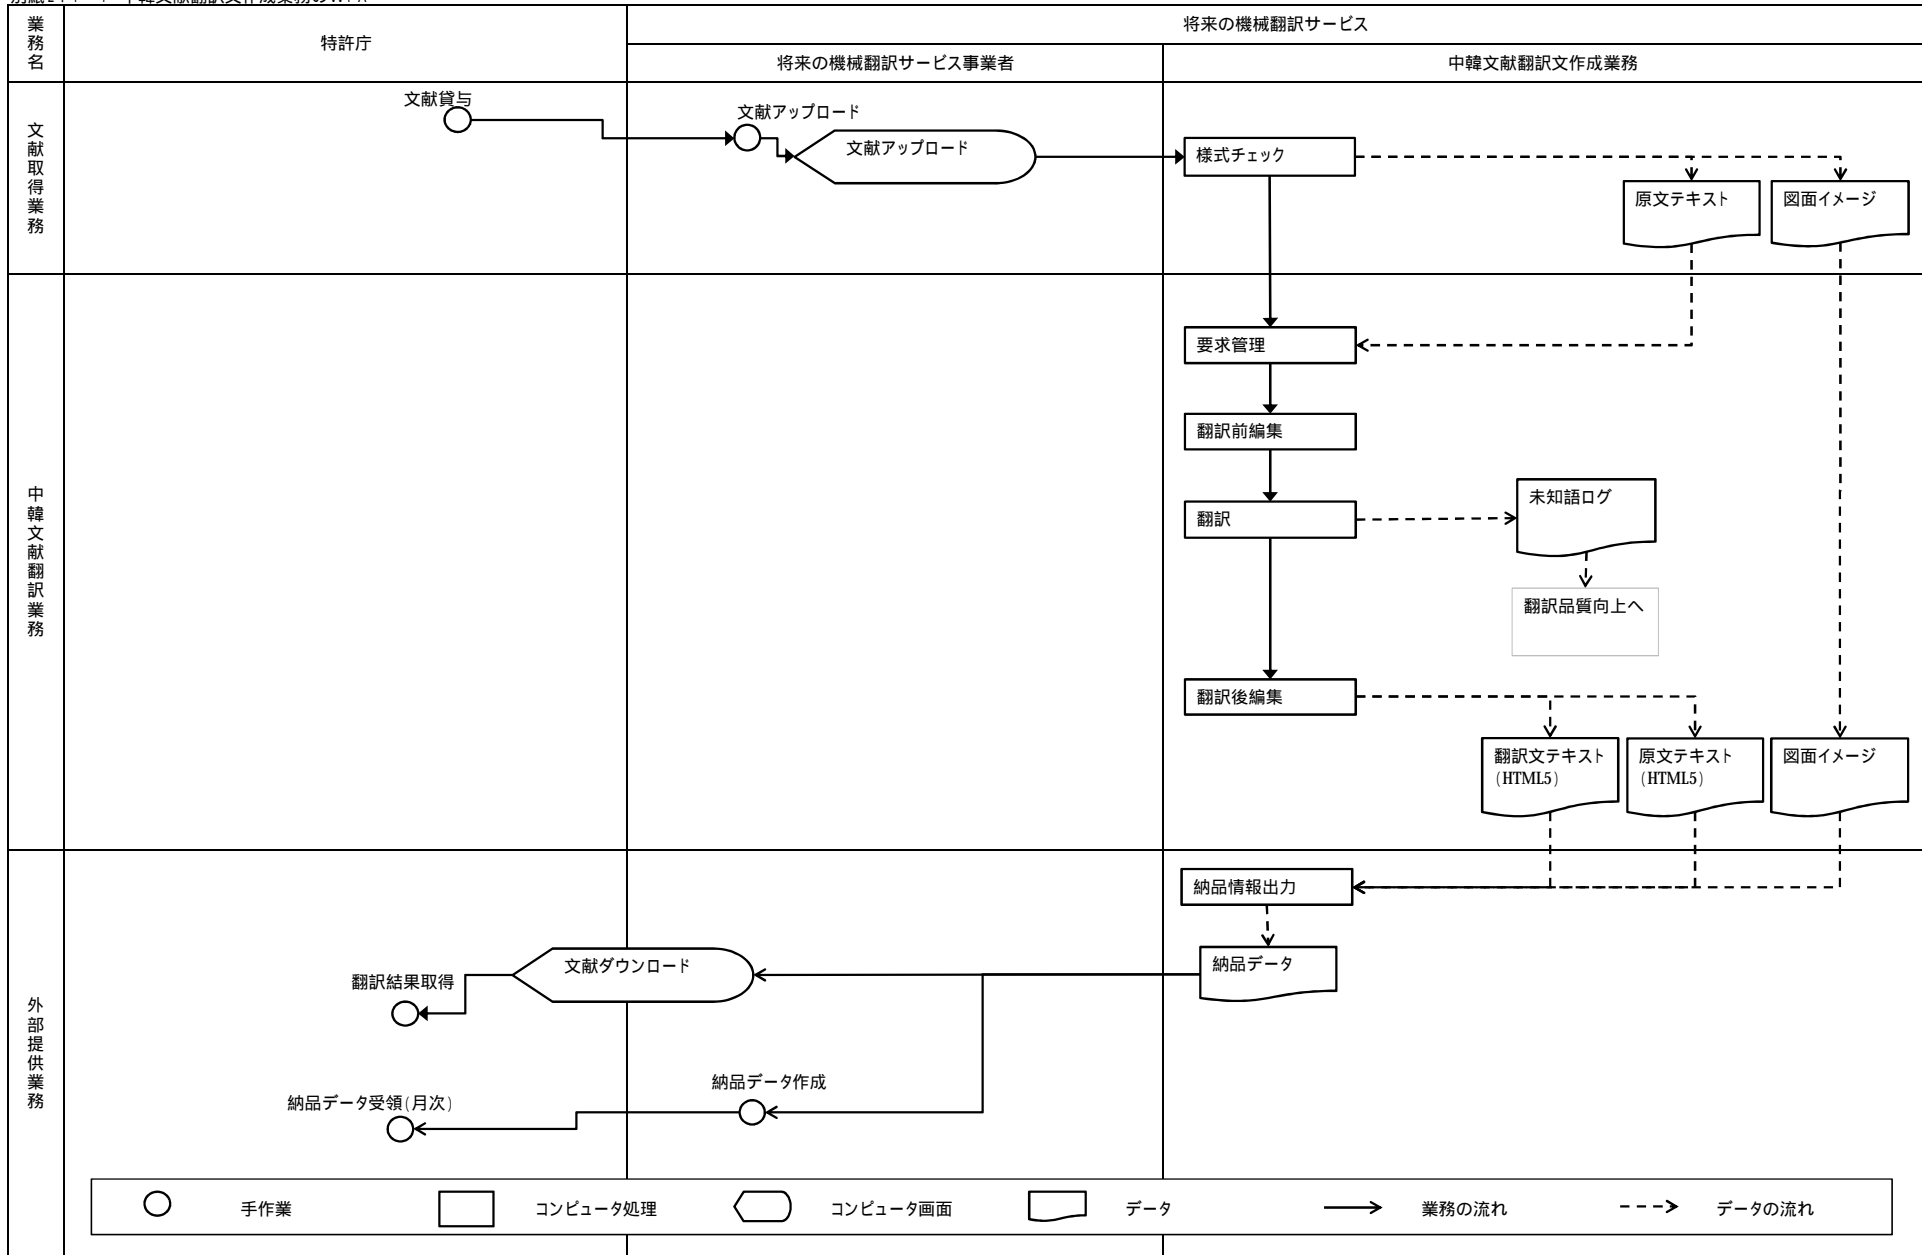 業務名
特許庁
将来の機械翻訳サービス
将来の機械翻訳サービス事業者
中韓文献翻訳文作成業務
文献取得業務
文献貸与
文献アップロード
文献アップロード
様式チェック
原文テキスト
図面イメージ
中韓文献翻訳業務
要求管理
翻訳前編集
翻訳
未知語ログ
翻訳品質向上へ
翻訳後編集
翻訳文テキスト
(HTML5)
原文テキスト
(HTML5)
図面イメージ
外部提供業務
納品情報出力
納品データ
文献ダウンロード
翻訳結果取得
納品データ作成
納品データ受領(月次)
手作業
コンピュータ処理
コンピュータ画面
データ
業務の流れ
データの流れ